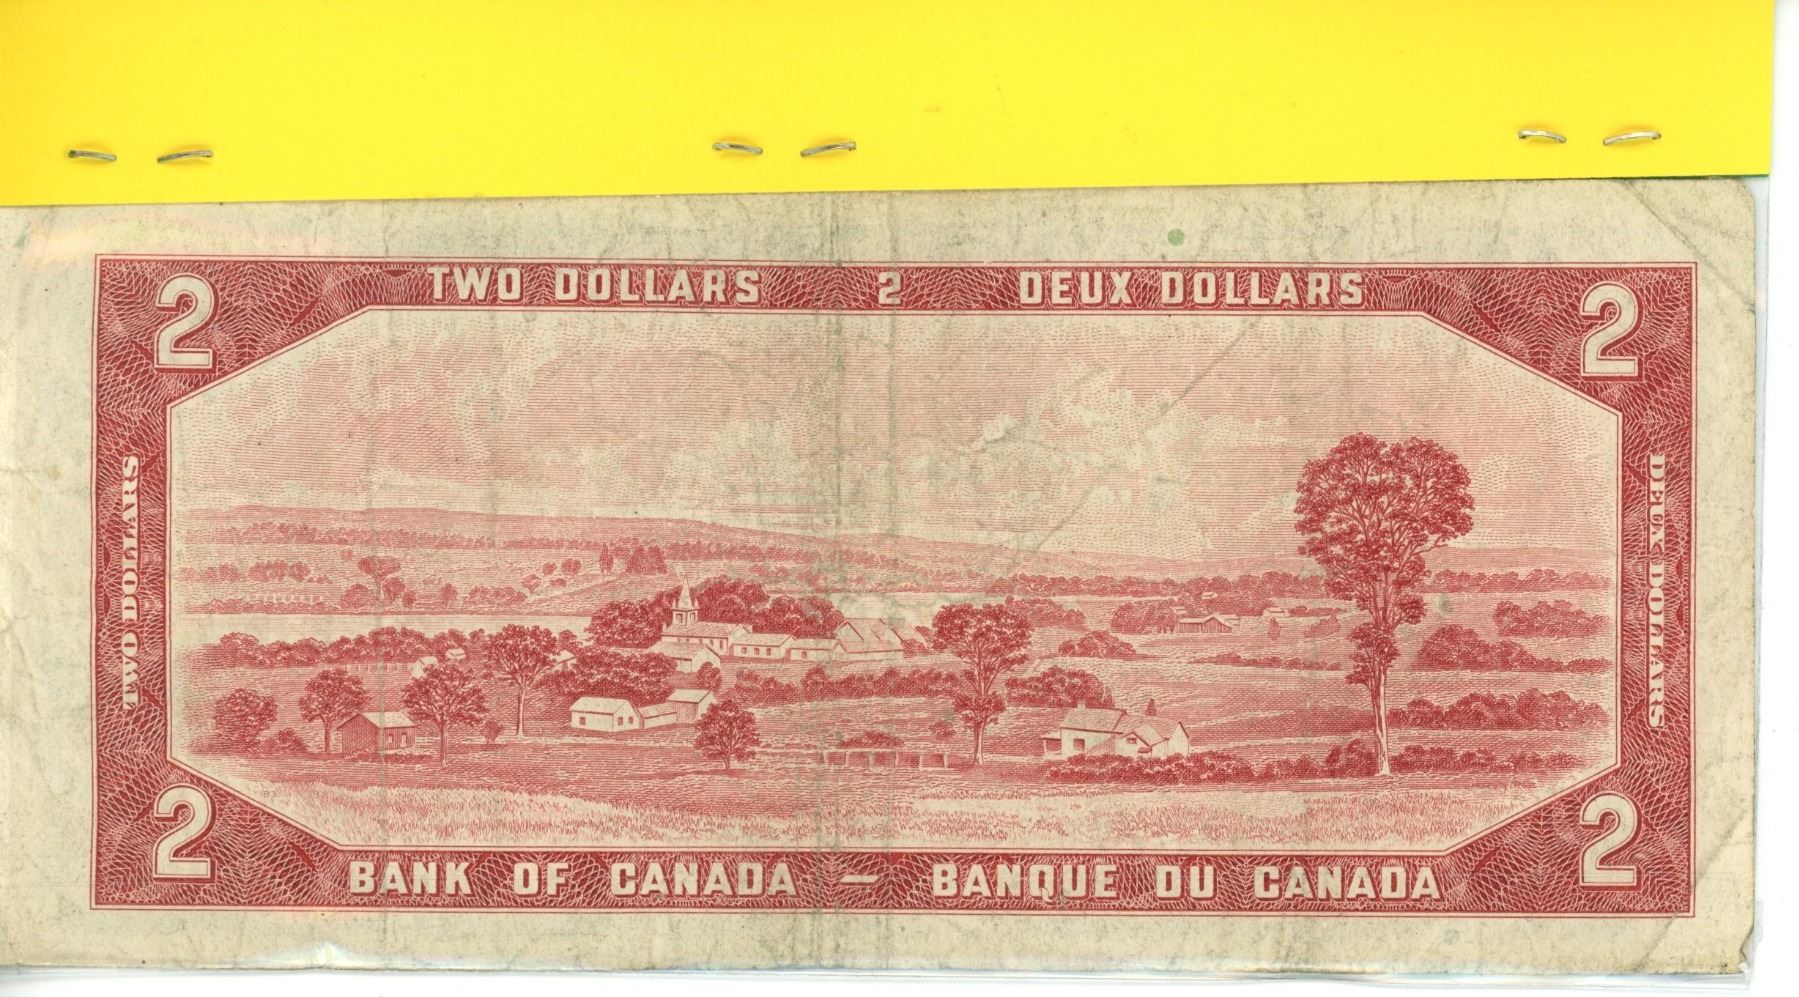 TWO DOLLARS 2 DEUX DOLLARS
2 2
TWO DOLLARS
DEUX DOLLARS
2 2
BANK OF CANADA – BANQUE DU CANADA